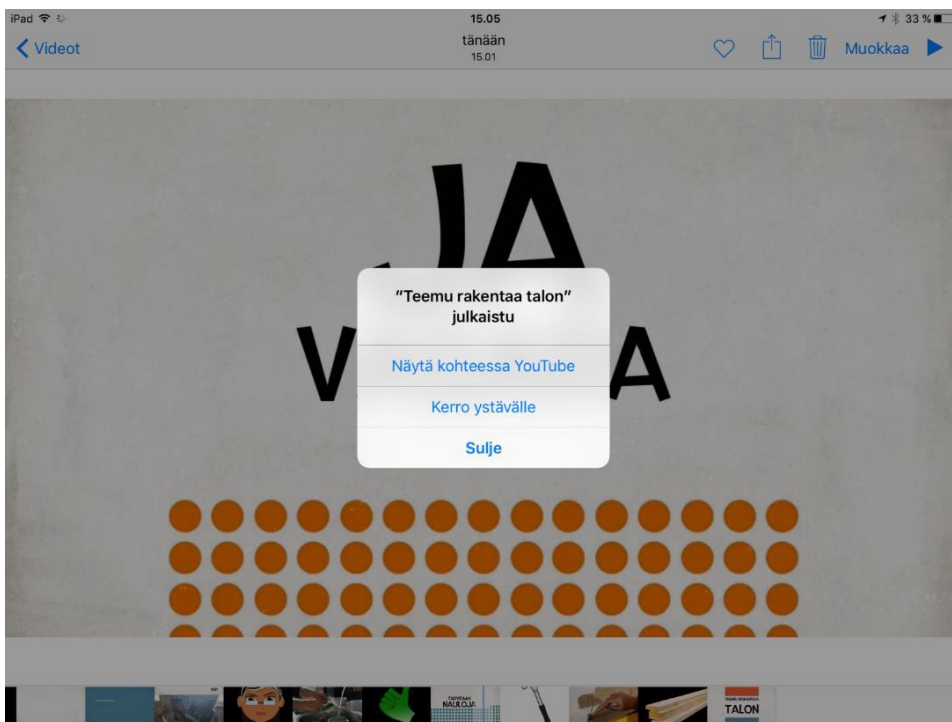 iPad
15.05
33 %
Videot
tänään
15.01
Muokkaa
JA
"Teemu rakentaa talon"
julkaistu
Näytä kohteessa YouTube
Kerro ystävälle
Sulje
NAULOJA
TALON